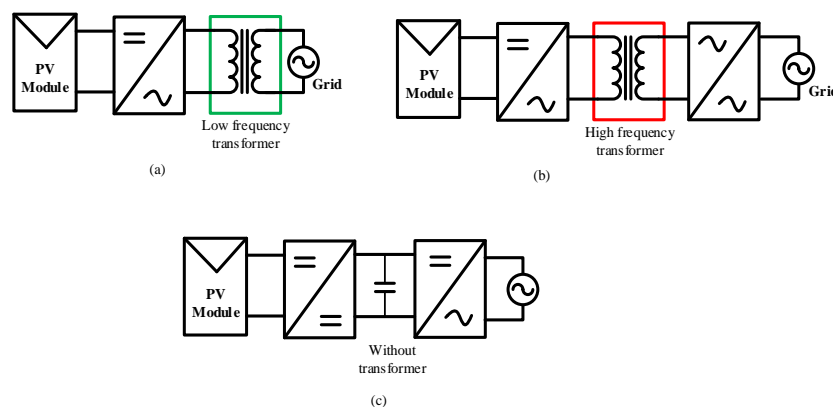 PV
Module
Grid
Low frequency
transformer
(a)
PV
Module
Grid
High frequency
transformer
(b)
PV
Module
Without
transformer
(c)